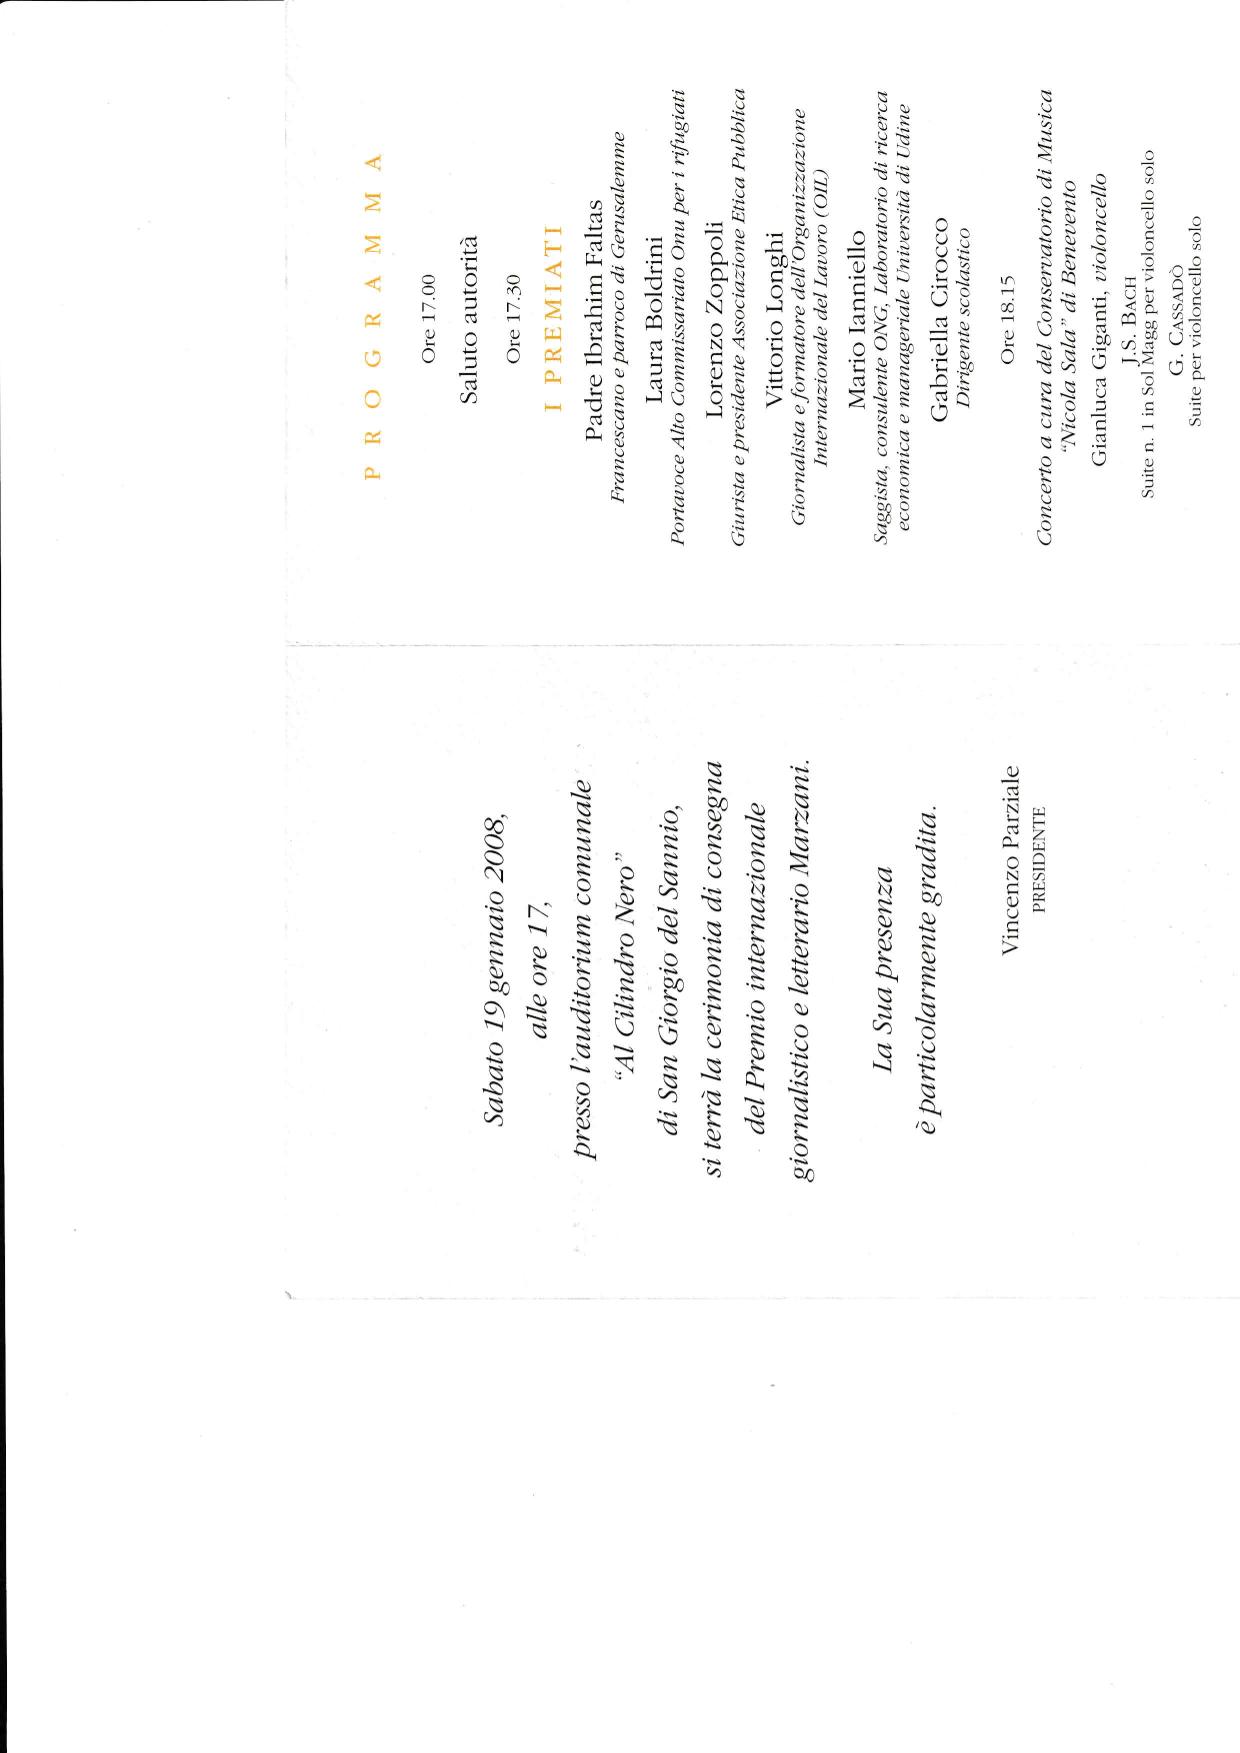 Sabato 19 gennaio 2008,
alle ore 17,
presso l'auditorium comunale
“Al Cilindro Nero”
di San Giorgio del Sannio,
si terrà la cerimonia di consegna
del Premio internazionale
giornalistico e letterario Marzani.
La Sua presenza
è particolarmente gradita.
Vincenzo Parziale
PRESIDENTE
PROGRAMMA
Ore 17.00
Saluto autorità
Ore 17.30
I PREMIATI
Padre Ibrahim Faltas
Francescano e parroco di Gerusalemme
Laura Boldrini
Portavoce Alto Commissariato Onu per i rifugiati
Lorenzo Zoppoli
Giurista e presidente Associazione Etica Pubblica
Vittorio Longhi
Giornalista e formatore dell'Organizzazione
Internazionale del Lavoro (OIL)
Mario Ianniello
Saggista, consulente ONG, Laboratorio di ricerca
economica e manageriale Università di Udine
Gabriella Cirocco
Dirigente scolastico
Ore 18.15
Concerto a cura del Conservatorio di Musica
“Nicola Sala” di Benevento
Gianluca Giganti, violoncello
J.S. BACH
Suite n. 1 in Sol Magg per violoncello solo
G. CASSADÒ
Suite per violoncello solo